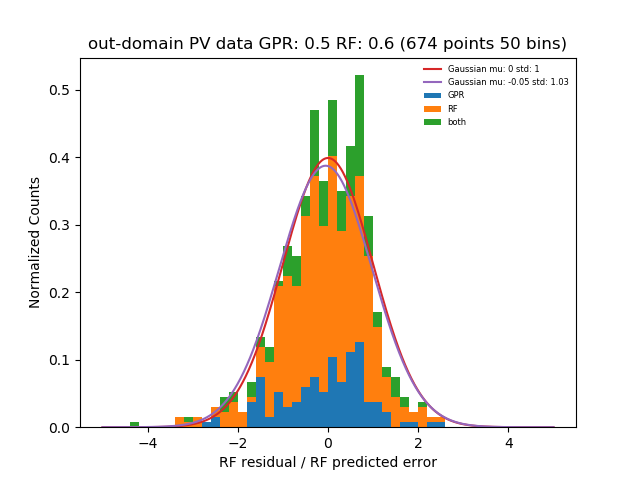 out-domain PV data GPR: 0.5 RF: 0.6 (674 points 50 bins)
Gaussian mu: 0 std: 1
Gaussian mu: -0.05 std: 1.03
GPR
RF
both
Normalized Counts
0.5
0.4
0.3
0.2
0.1
0.0
−4
−2
0
2
4
RF residual / RF predicted error